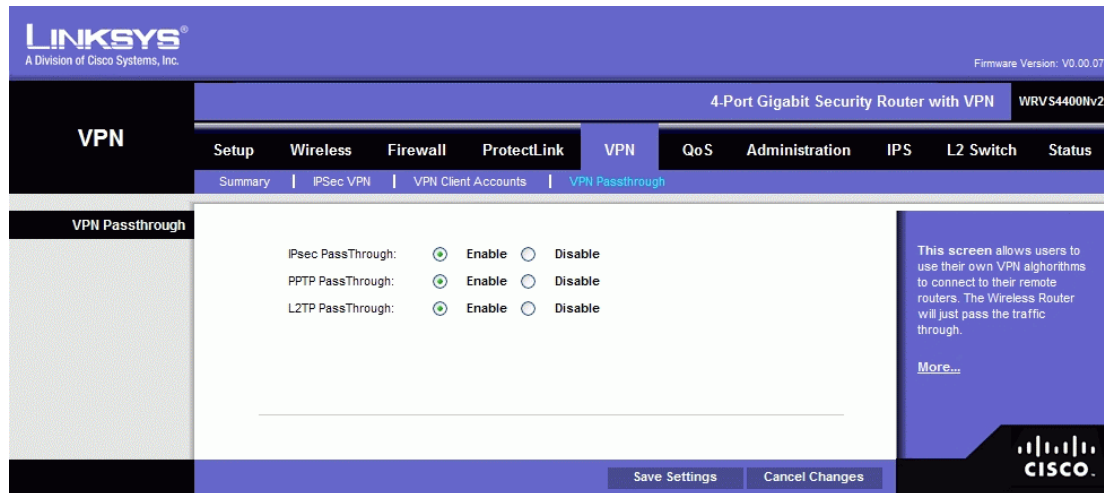 LINKSYS®
A Division of Cisco Systems, Inc.
Firmware Version: V0.00.07
4-Port Gigabit Security Router with VPN WRVS4400Nv2
VPN
Setup Wireless Firewall ProtectLink VPN QoS Administration IPS L2 Switch Status
Summary | IPSec VPN | VPN Client Accounts | VPN Passthrough
VPN Passthrough
IPsec PassThrough: Enable Disable
PPTP PassThrough: Enable Disable
L2TP PassThrough: Enable Disable
This screen allows users to
use their own VPN alghorithms
to connect to their remote
routers. The Wireless Router
will just pass the traffic
through.
More...
Save Settings Cancel Changes
CISCO.